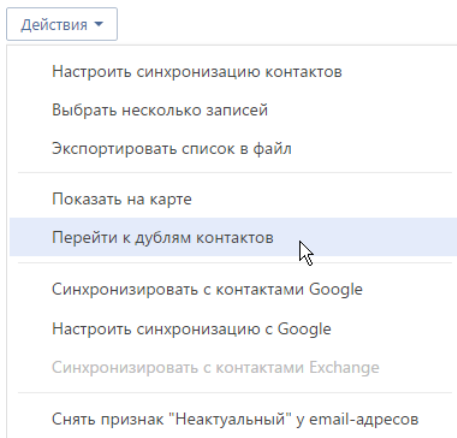 Действия
Настроить синхронизацию контактов
Выбрать несколько записей
Экспортировать список в файл
Показать на карте
Перейти к дублям контактов
Синхронизировать с контактами Google
Настроить синхронизацию с Google
Синхронизировать с контактами Exchange
Снять признак "Неактуальный" у email-адресов